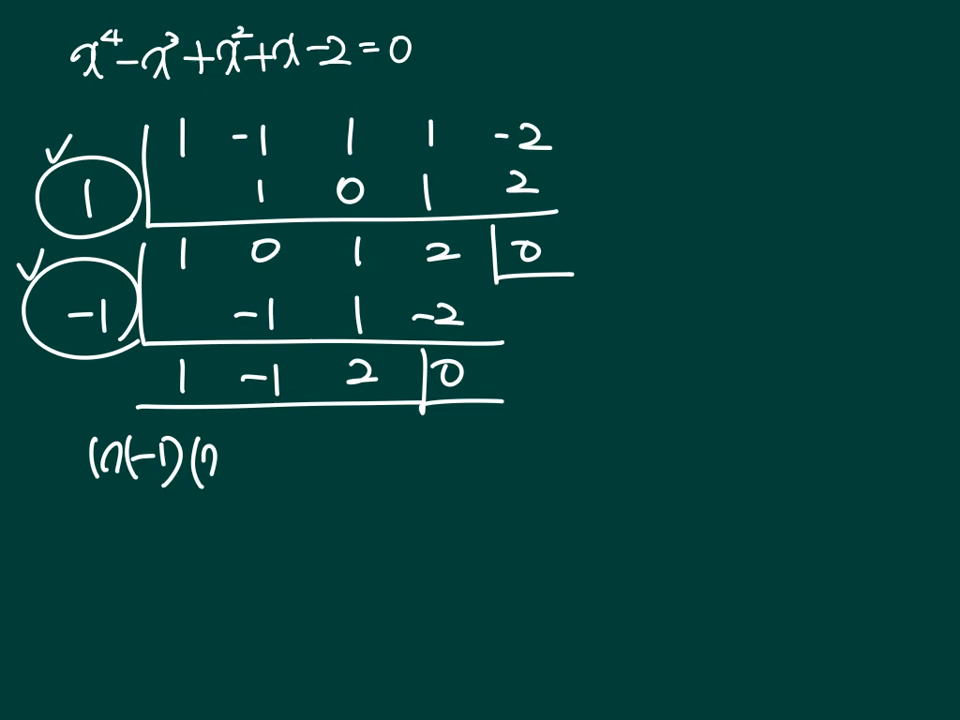 x⁴-x³+x²+x-2=0
1 -1 1 1 -2
1 1 0 1 2
1 0 1 2 0
-1 -1 1 -2
1 -1 2 0
(x-1)(x